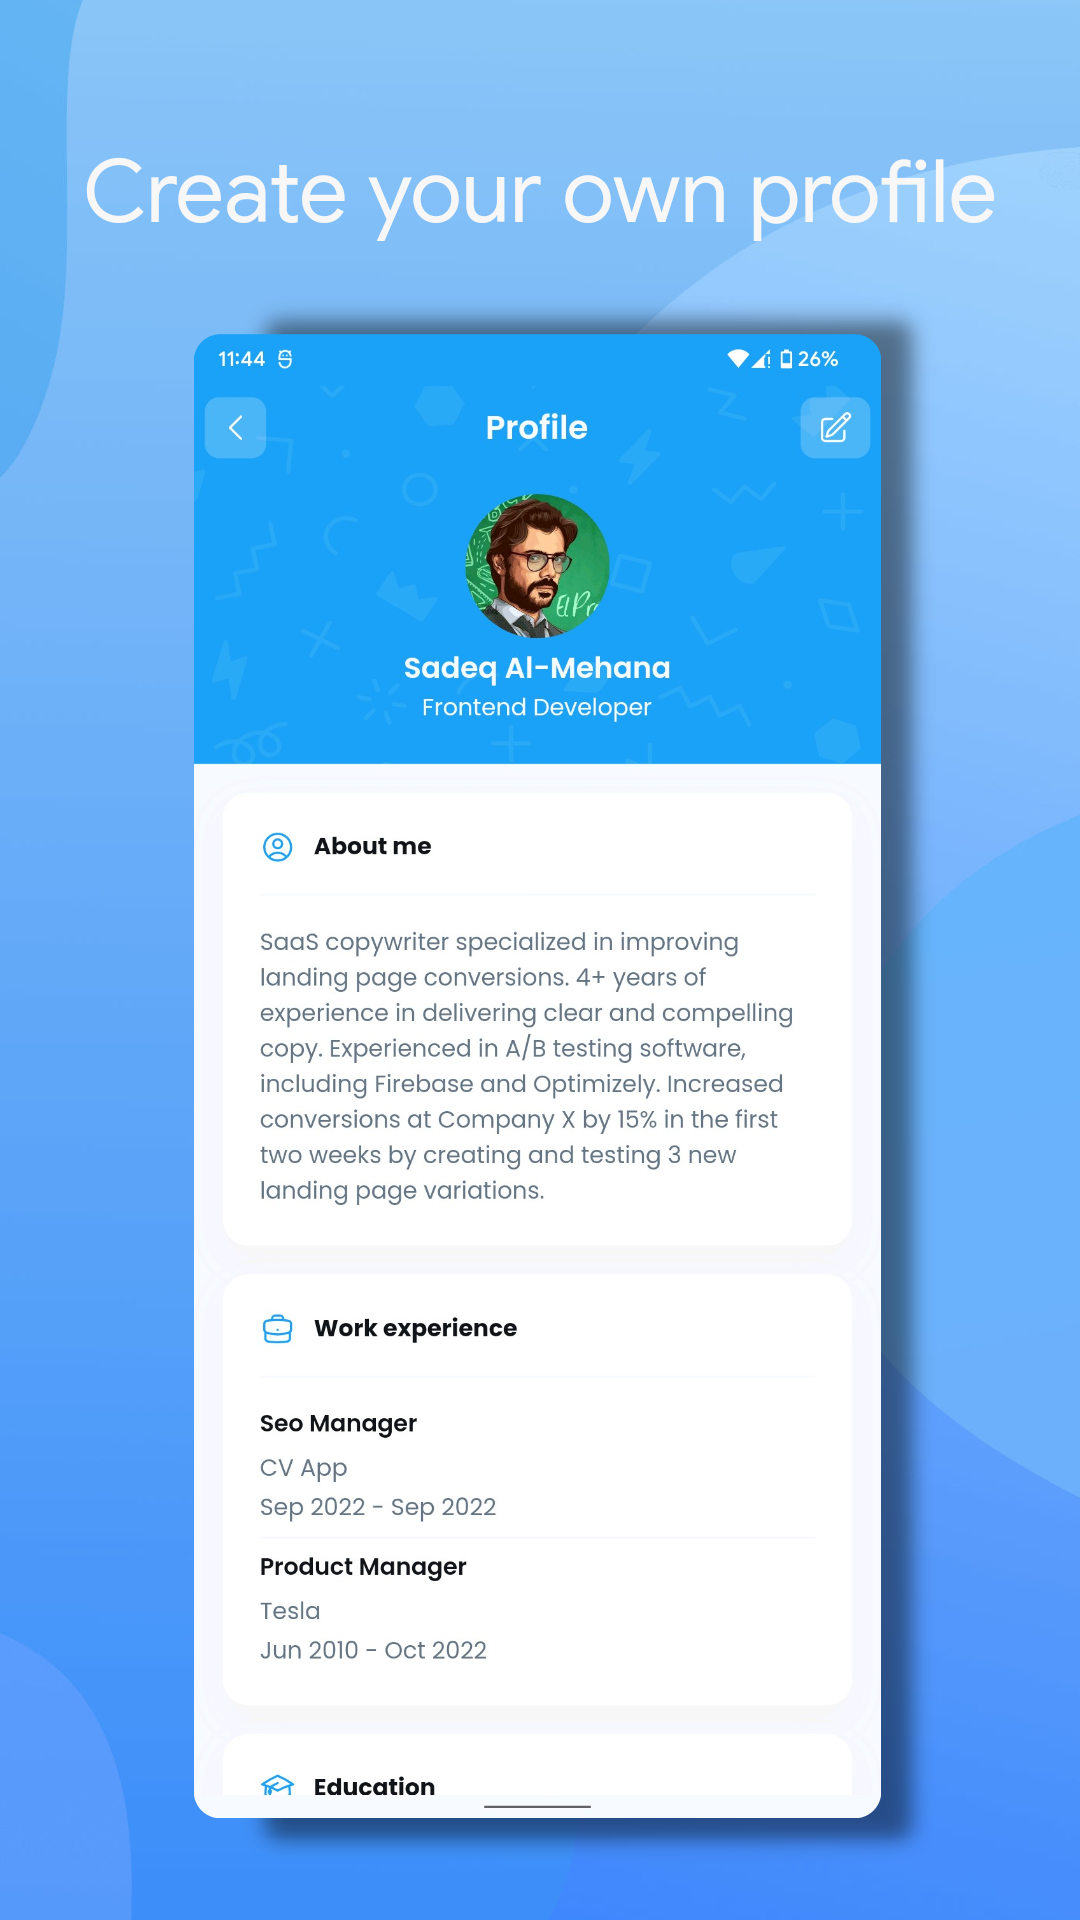 Create your own profile
11:44
26%
Profile
El Pr
Sadeq Al-Mehana
Frontend Developer
About me
SaaS copywriter specialized in improving
landing page conversions. 4+ years of
experience in delivering clear and compelling
copy. Experienced in A/B testing software,
including Firebase and Optimizely. Increased
conversions at Company X by 15% in the first
two weeks by creating and testing 3 new
landing page variations.
Work experience
Seo Manager
CV App
Sep 2022 - Sep 2022
Product Manager
Tesla
Jun 2010 - Oct 2022
Education